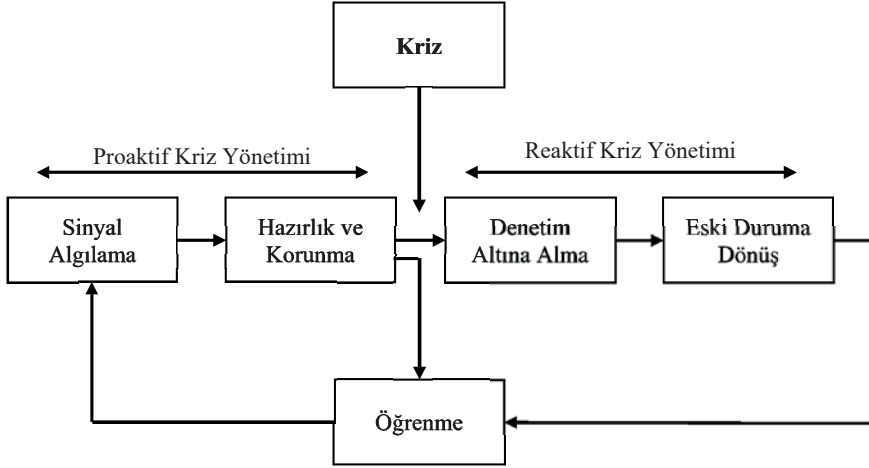 Kriz
Proaktif Kriz Yönetimi
Reaktif Kriz Yönetimi
Sinyal
Algılama
Hazırlık ve
Korunma
Denetim
Altına Alma
Eski Duruma
Dönüş
Öğrenme